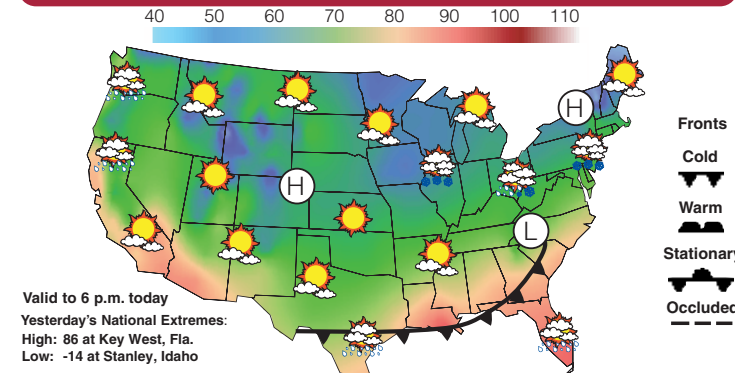 40 50 60 70 80 90 100 110
H
H
L
Fronts
Cold
Warm
Stationary
Occluded
Valid to 6 p.m. today
Yesterday's National Extremes:
High: 86 at Key West, Fla.
Low: -14 at Stanley, Idaho